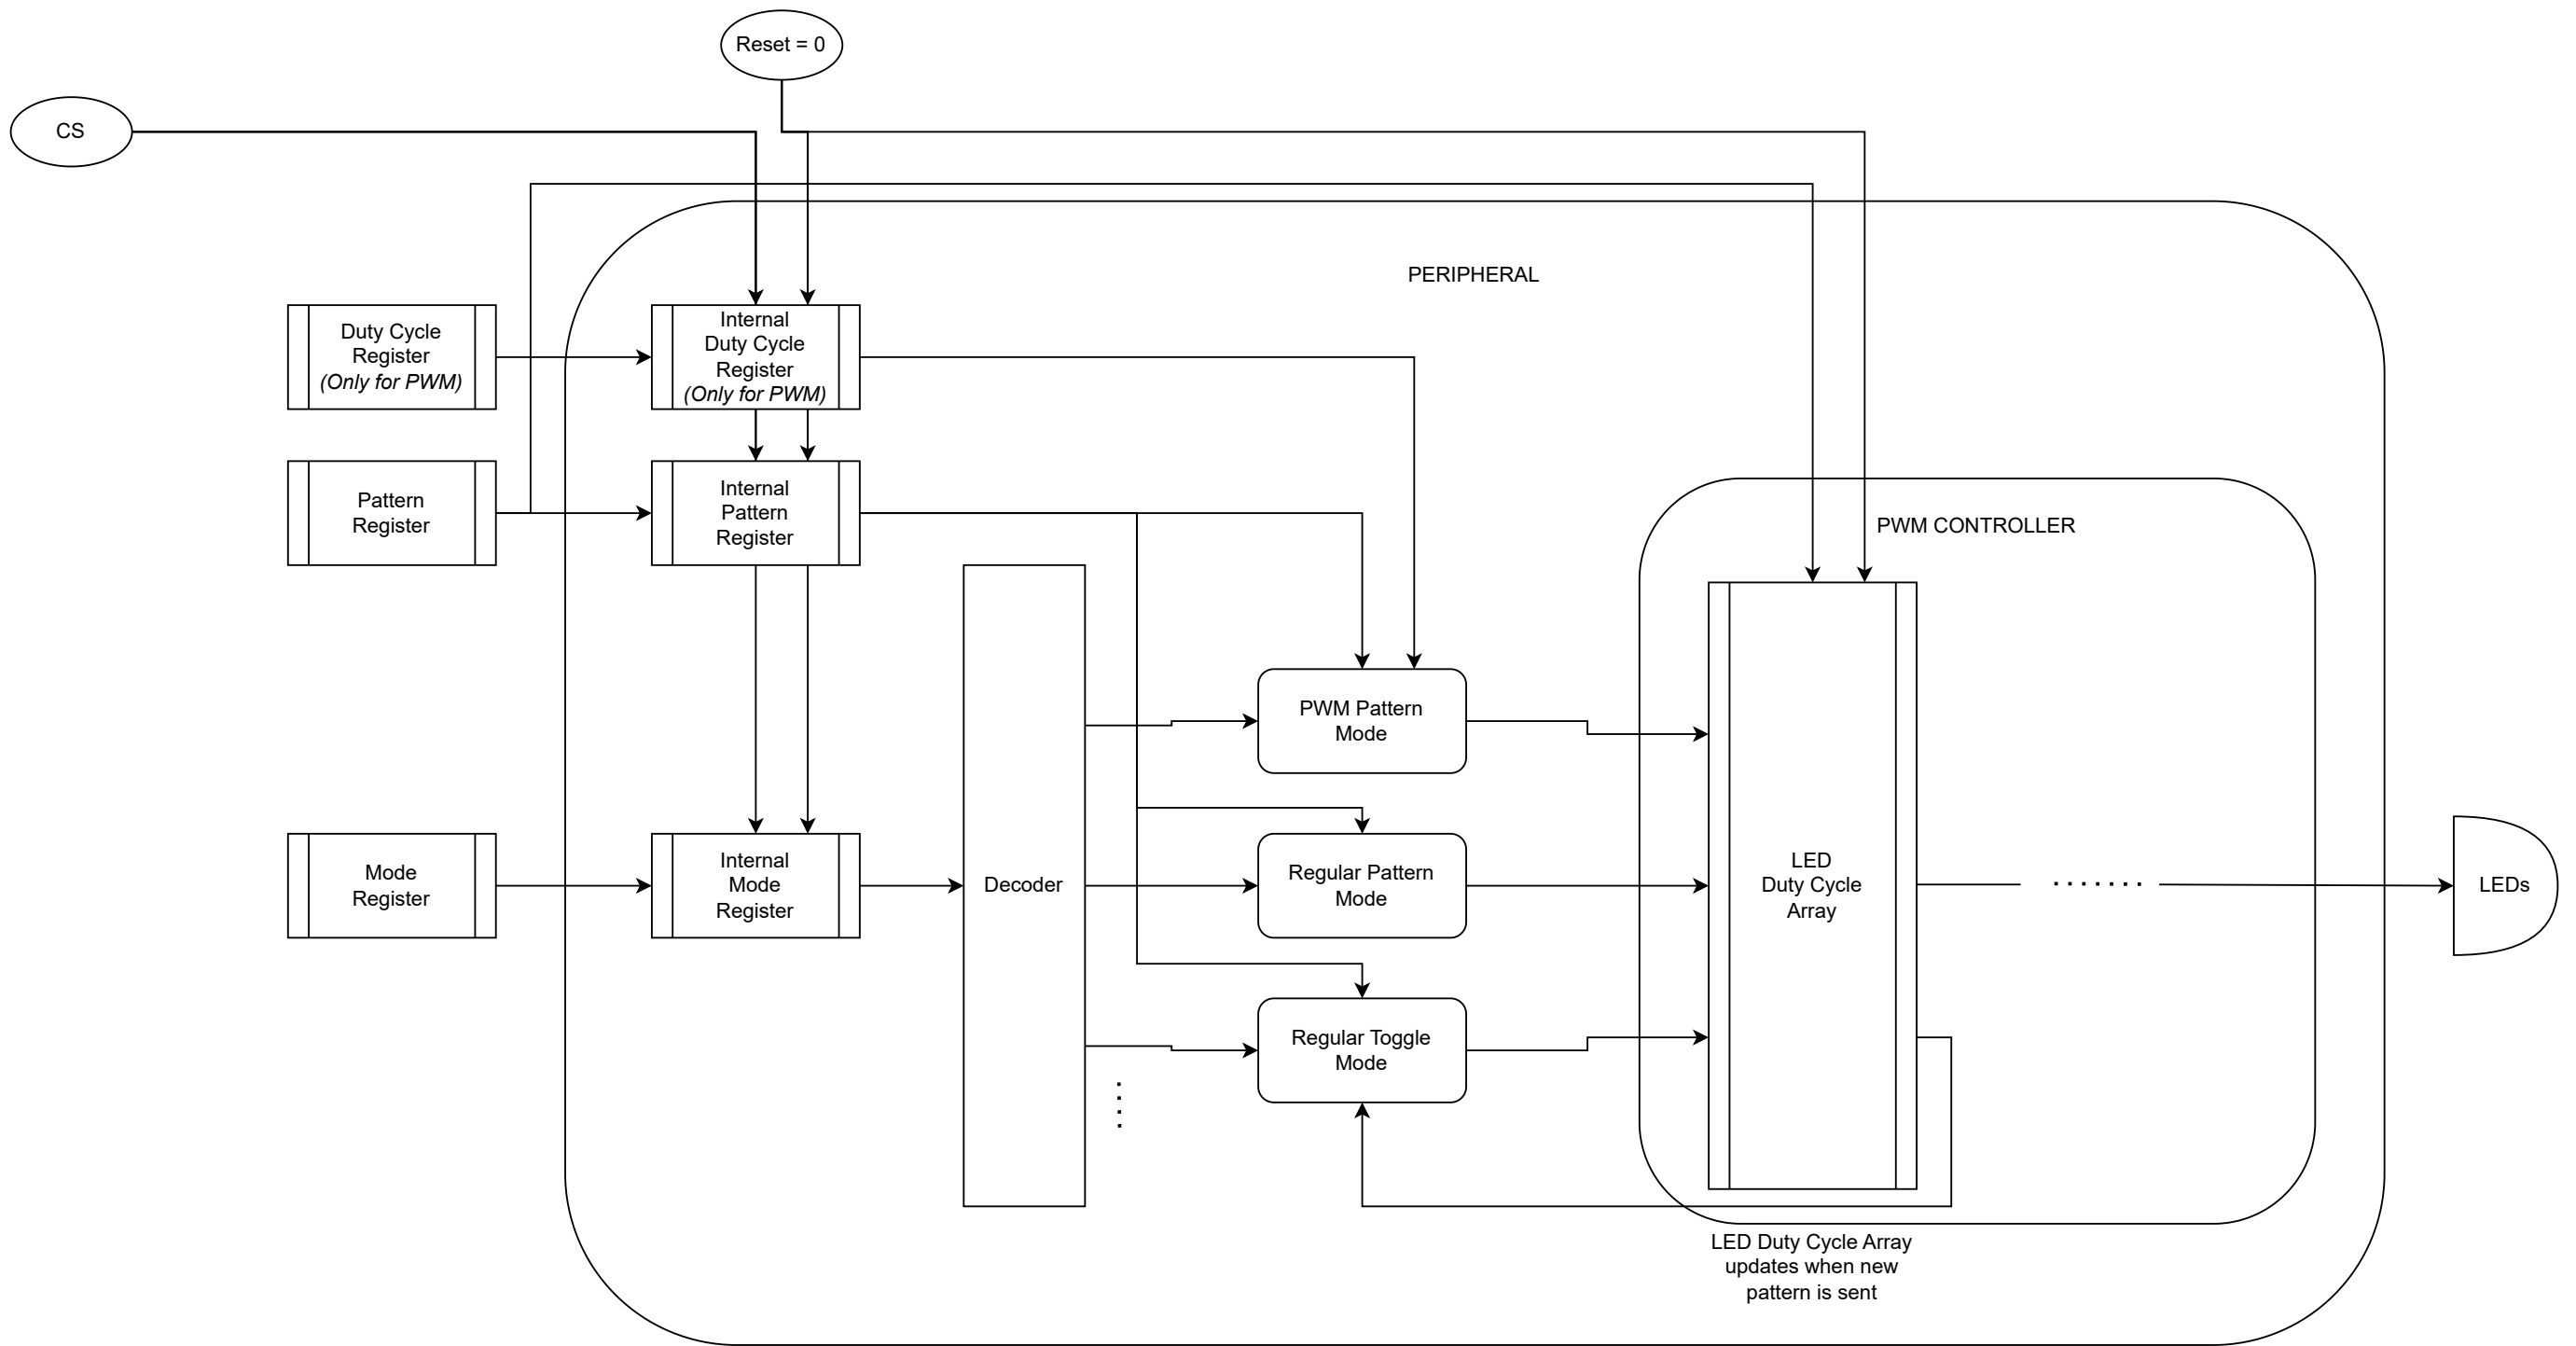 Reset = 0
CS
PERIPHERAL
Duty Cycle
Register
(Only for PWM)
Internal
Duty Cycle
Register
(Only for PWM)
Pattern
Register
Internal
Pattern
Register
PWM CONTROLLER
PWM Pattern
Mode
Mode
Register
Internal
Mode
Register
Decoder
Regular Pattern
Mode
LED
Duty Cycle
Array
.......
LEDs
Regular Toggle
Mode
....
LED Duty Cycle Array
updates when new
pattern is sent